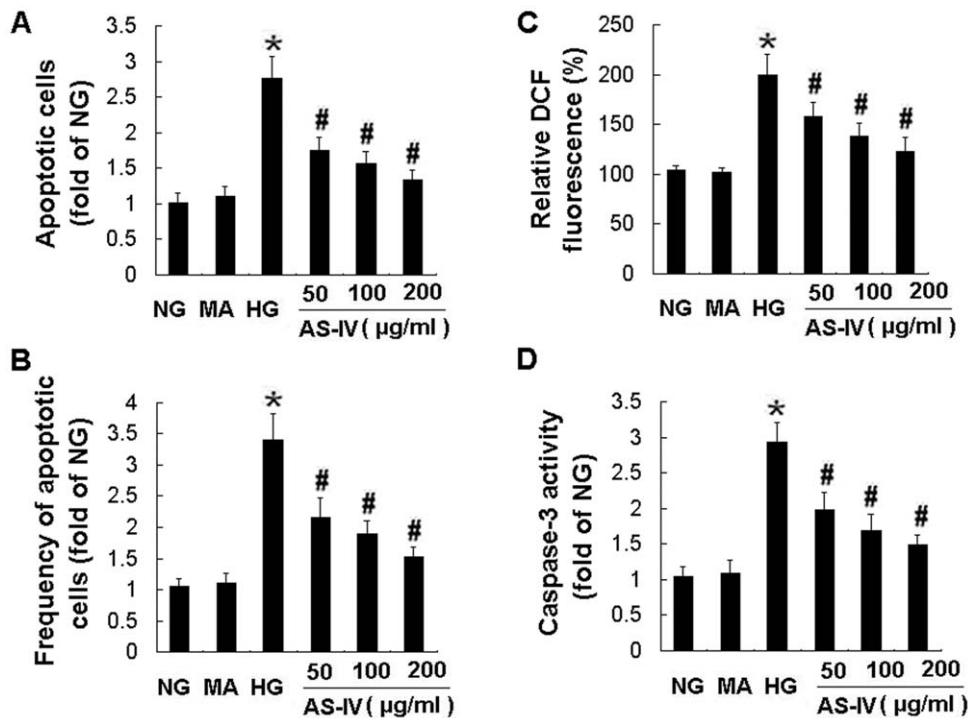 A
Apoptotic cells
(fold of NG)
3.5
3
2.5
2
1.5
1
0.5
0
*
#
#
#
NG MA HG
50 100 200
AS-IV ( µg/ml )
C
Relative DCF
fluorescence (%)
250
200
150
100
50
0
*
#
#
#
NG MA HG
50 100 200
AS-IV ( µg/ml )
B
Frequency of apoptotic
cells (fold of NG)
4
3.5
3
2.5
2
1.5
1
0.5
0
*
#
#
#
NG MA HG
50 100 200
AS-IV ( µg/ml )
D
Caspase-3 activity
(fold of NG)
3.5
3
2.5
2
1.5
1
0.5
0
*
#
#
#
NG MA HG
50 100 200
AS-IV ( µg/ml )